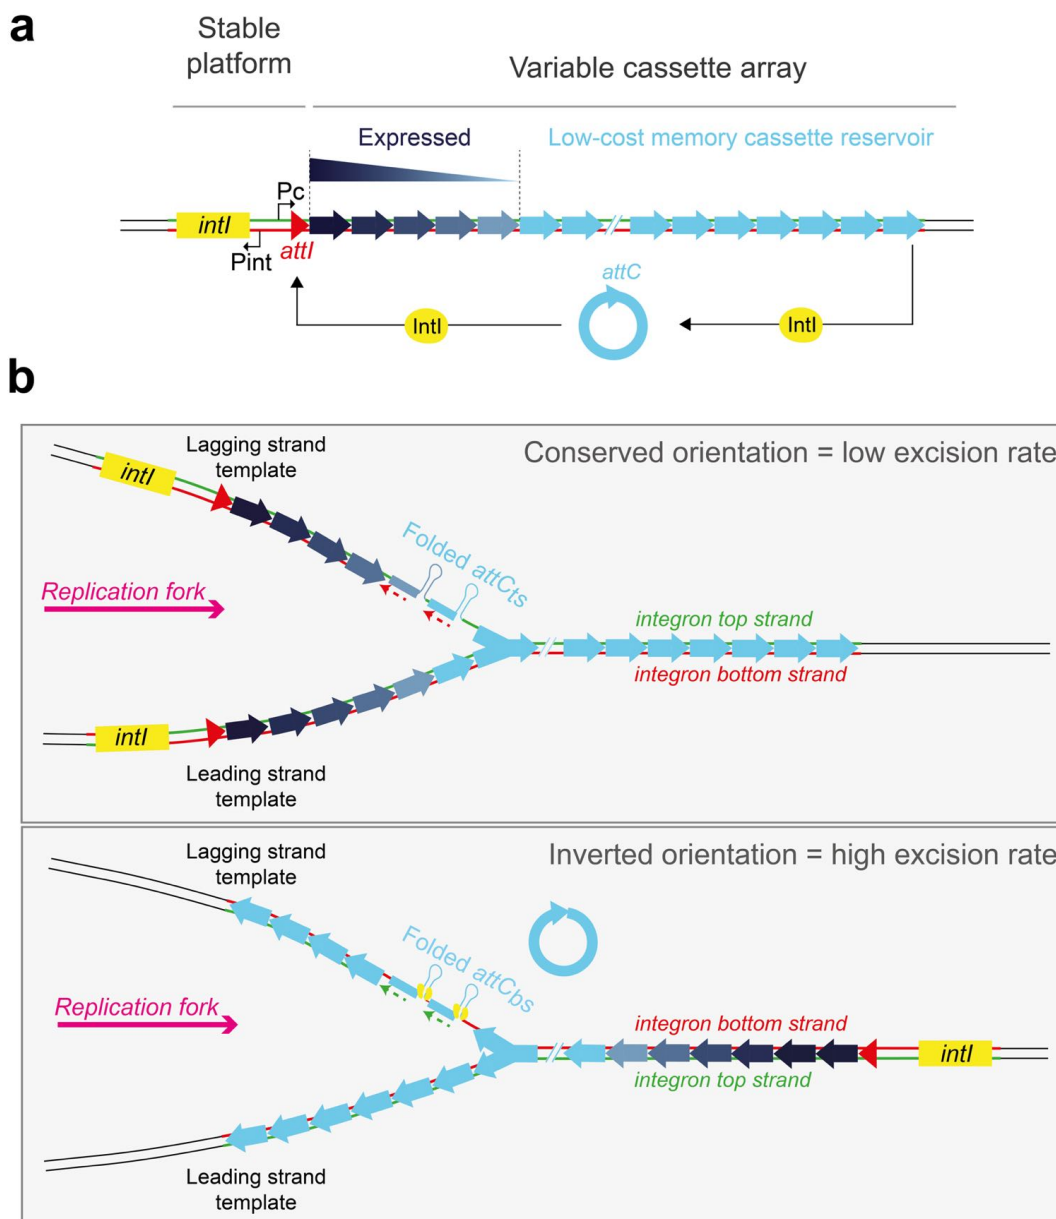 a
Stable
platform
Variable cassette array
Expressed
Low-cost memory cassette reservoir
Pc
intI
attI
Pint
attC
IntI
IntI
b
Lagging strand
template
Conserved orientation = low excision rate
intI
Folded attCts
Replication fork
integron top strand
integron bottom strand
intI
Leading strand
template
Lagging strand
template
Inverted orientation = high excision rate
Folded attCbs
Replication fork
integron bottom strand
intI
integron top strand
Leading strand
template